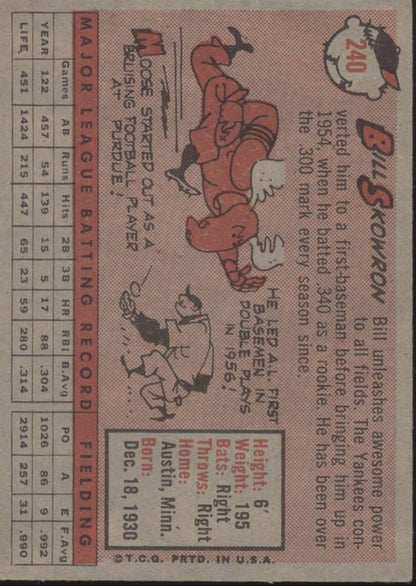 240
BILL SKOWRON
Bill unleashes awesome power
to all fields. The Yankees con-
verted him to a first-baseman before bringing him up in
1954, when he batted .340 as a rookie. He has been over
the .300 mark every season since.
MOOSE STARTED OUT AS A
BRUISING FOOTBALL PLAYER
AT PURDUE!
HE LED A.L. FIRST
BASEMEN IN
DOUBLE PLAYS
IN 1956!
Height: 6'
Weight: 195
Bats: Right
Throws: Right
Home:
Austin, Minn.
Born:
Dec. 18, 1930
© T.C.G. PRTD. IN U.S.A.
MAJOR LEAGUE BATTING RECORD FIELDING
Games AB Runs Hits 2B 3B HR RBI B.Avg PO A E F.Avg
YEAR 122 457 54 139 15 5 17 88 .304 1026 86 9 .992
LIFE 451 1424 215 447 65 23 59 280 .314 2914 257 31 .990